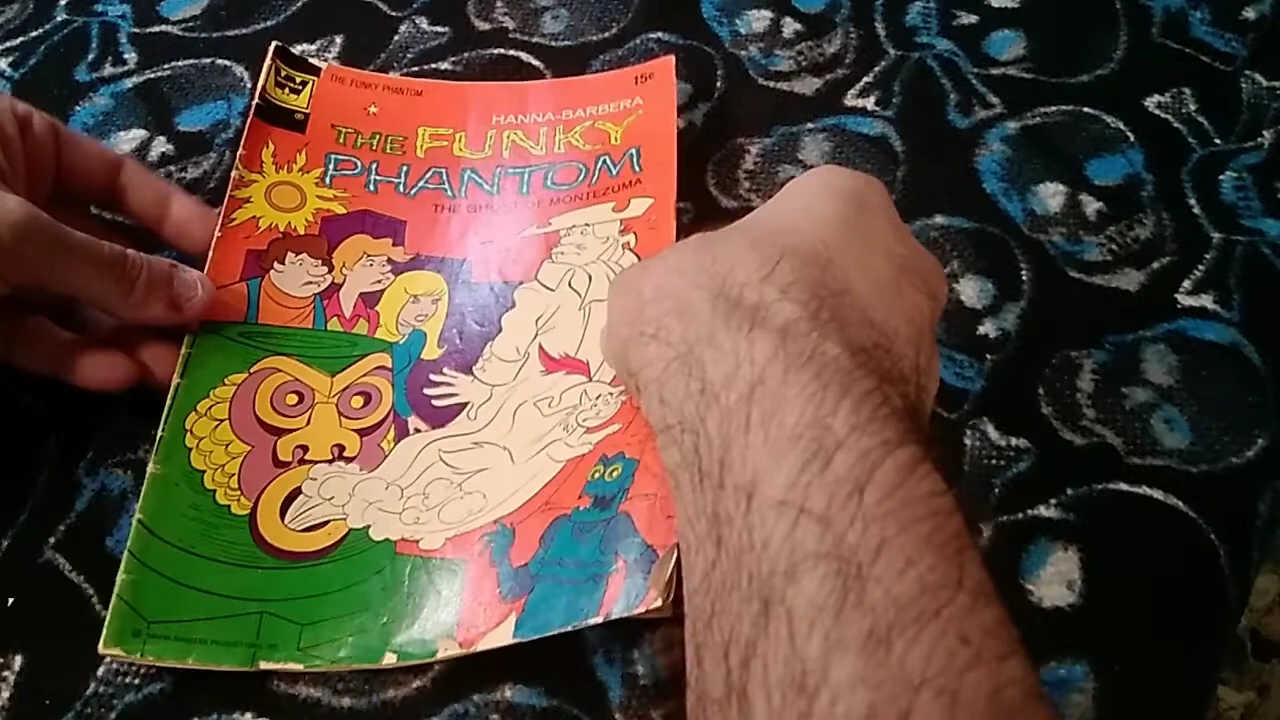 THE FUNKY PHANTOM
15¢
HANNA-BARBERA
THE FUNKY
PHANTOM
THE GHOST OF MONTEZUMA
W
®
©